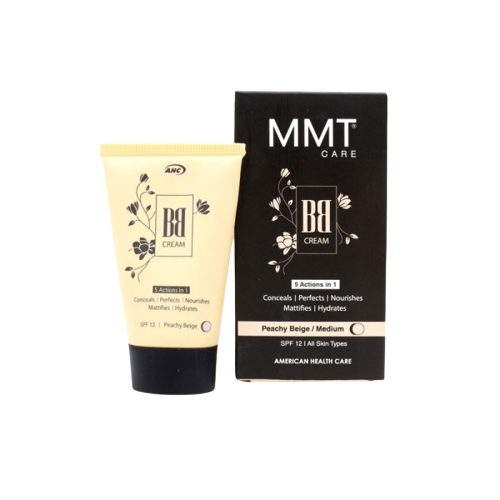 AHC
BB
CREAM
5 Actions in 1
Conceals | Perfects | Nourishes
Mattifies | Hydrates
SPF 12 | Peachy Beige
MMT®
CARE
BB
CREAM
5 Actions in 1
Conceals | Perfects | Nourishes
Mattifies | Hydrates
Peachy Beige / Medium
SPF 12 | All Skin Types
AMERICAN HEALTH CARE